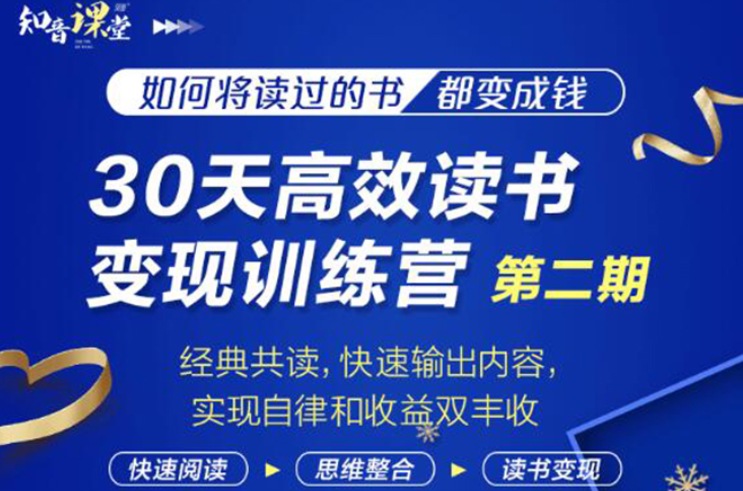 知音课堂
如何将读过的书 都变成钱
30天高效读书
变现训练营 第二期
经典共读,快速输出内容,
实现自律和收益双丰收
快速阅读 思维整合 读书变现